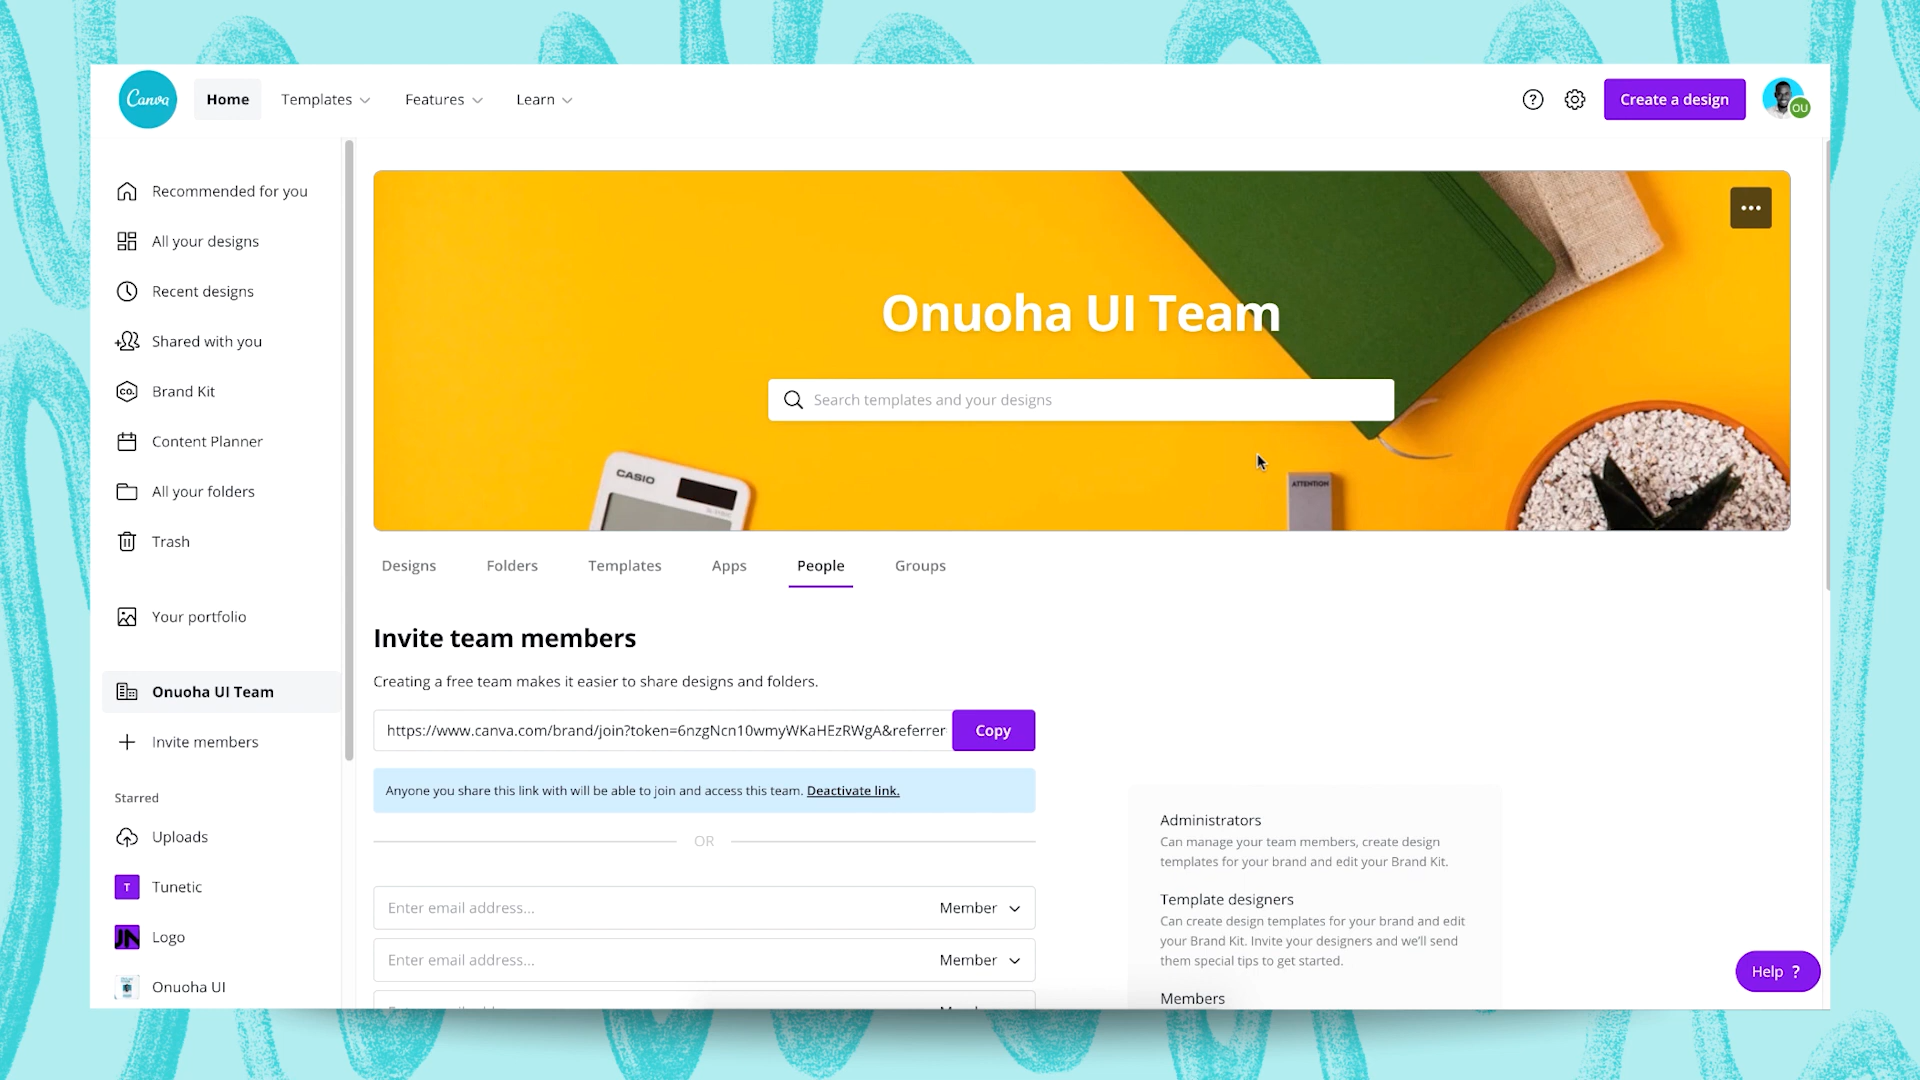 Canva
Home
Templates
Features
Learn
?
Create a design
OU
Recommended for you
All your designs
Recent designs
Shared with you
CO.
Brand Kit
Content Planner
All your folders
Trash
Your portfolio
Onuoha UI Team
Invite members
Starred
Uploads
T
Tunetic
JN
Logo
Onuoha UI
Onuoha UI Team
Search templates and your designs
CASIO
ATTENTION
Designs
Folders
Templates
Apps
People
Groups
Invite team members
Creating a free team makes it easier to share designs and folders.
https://www.canva.com/brand/join?token=6nzgNcn10wmyWKaHEzRWgA&referrer
Copy
Anyone you share this link with will be able to join and access this team. Deactivate link.
OR
Enter email address...
Member
Enter email address...
Member
Administrators
Can manage your team members, create design
templates for your brand and edit your Brand Kit.
Template designers
Can create design templates for your brand and edit
your Brand Kit. Invite your designers and we'll send
them special tips to get started.
Members
Help ?